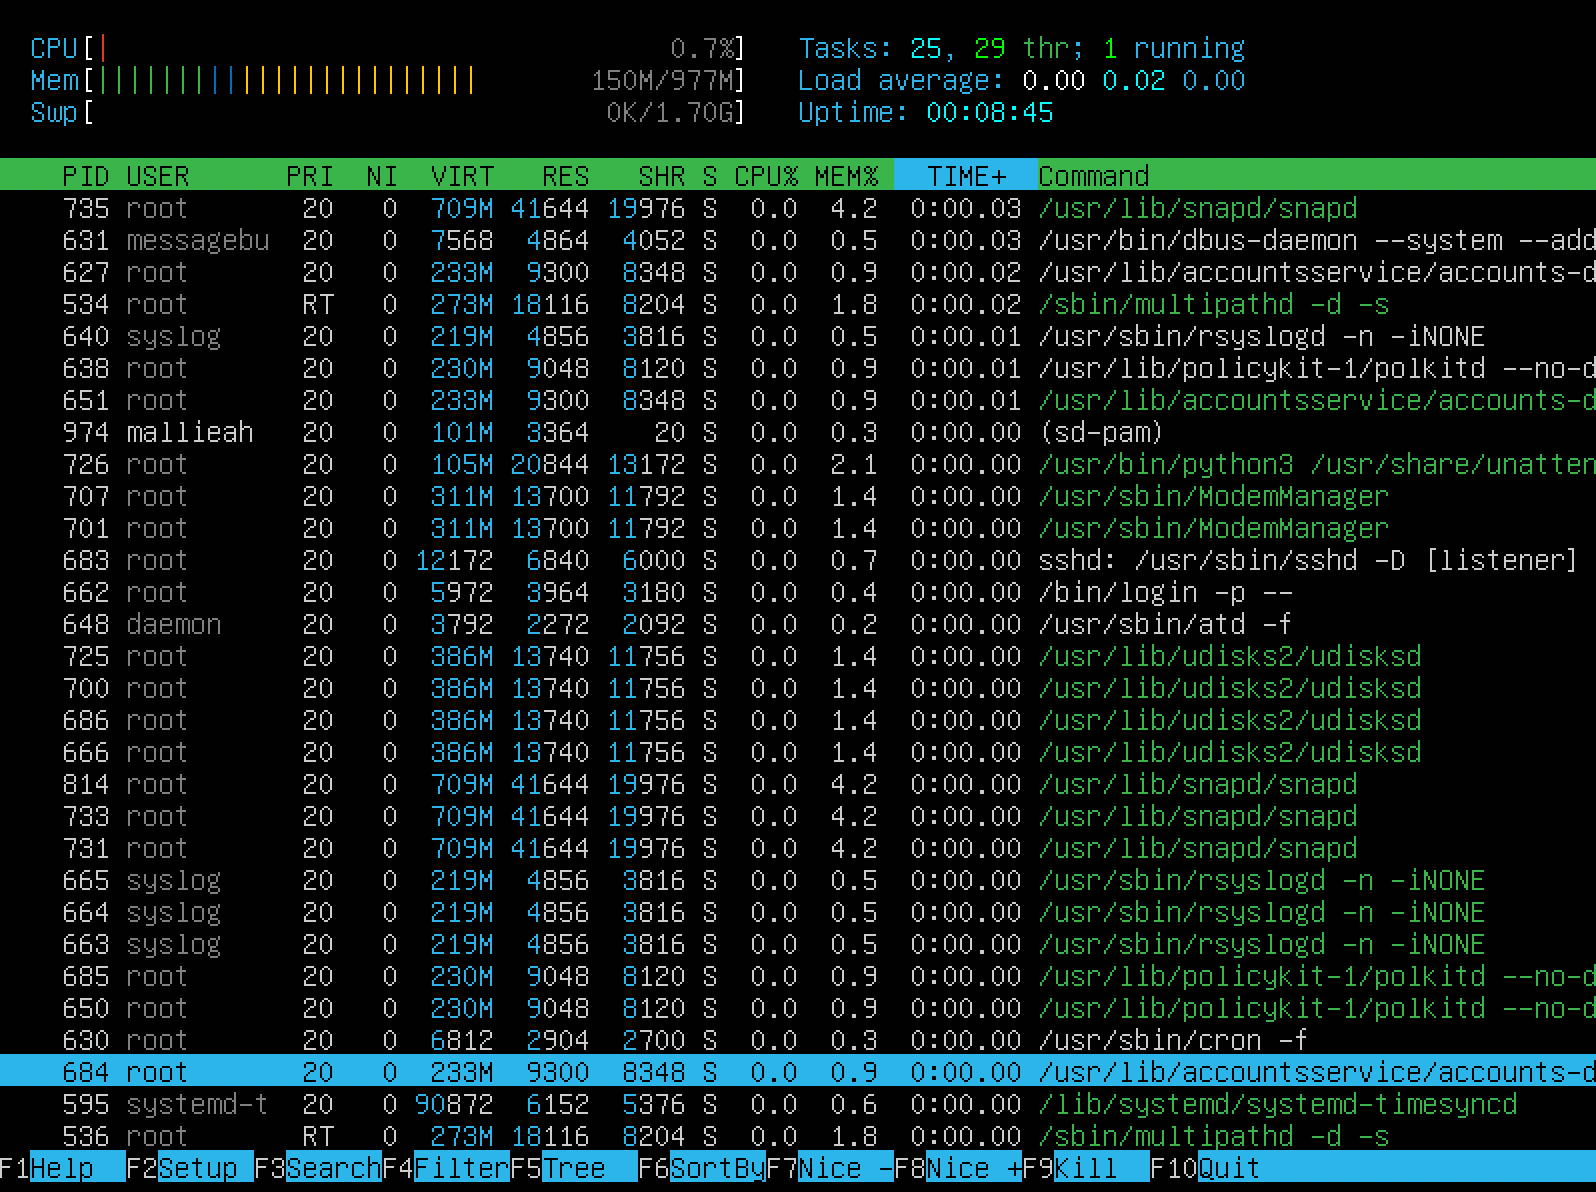 CPU[| 0.7%] Tasks: 25, 29 thr; 1 running
Mem[|||||||||||||||||||||||| 150M/977M] Load average: 0.00 0.02 0.00
Swp[ 0K/1.70G] Uptime: 00:08:45
PID USER PRI NI VIRT RES SHR S CPU% MEM% TIME+ Command
735 root 20 0 709M 41644 19976 S 0.0 4.2 0:00.03 /usr/lib/snapd/snapd
631 messagebu 20 0 7568 4864 4052 S 0.0 0.5 0:00.03 /usr/bin/dbus-daemon --system --add
627 root 20 0 233M 9300 8348 S 0.0 0.9 0:00.02 /usr/lib/accountsservice/accounts-d
534 root RT 0 273M 18116 8204 S 0.0 1.8 0:00.02 /sbin/multipathd -d -s
640 syslog 20 0 219M 4856 3816 S 0.0 0.5 0:00.01 /usr/sbin/rsyslogd -n -iNONE
638 root 20 0 230M 9048 8120 S 0.0 0.9 0:00.01 /usr/lib/policykit-1/polkitd --no-d
651 root 20 0 233M 9300 8348 S 0.0 0.9 0:00.01 /usr/lib/accountsservice/accounts-d
974 mallieah 20 0 101M 3364 20 S 0.0 0.3 0:00.00 (sd-pam)
726 root 20 0 105M 20844 13172 S 0.0 2.1 0:00.00 /usr/bin/python3 /usr/share/unatten
707 root 20 0 311M 13700 11792 S 0.0 1.4 0:00.00 /usr/sbin/ModemManager
701 root 20 0 311M 13700 11792 S 0.0 1.4 0:00.00 /usr/sbin/ModemManager
683 root 20 0 12172 6840 6000 S 0.0 0.7 0:00.00 sshd: /usr/sbin/sshd -D [listener]
662 root 20 0 5972 3964 3180 S 0.0 0.4 0:00.00 /bin/login -p --
648 daemon 20 0 3792 2272 2092 S 0.0 0.2 0:00.00 /usr/sbin/atd -f
725 root 20 0 386M 13740 11756 S 0.0 1.4 0:00.00 /usr/lib/udisks2/udisksd
700 root 20 0 386M 13740 11756 S 0.0 1.4 0:00.00 /usr/lib/udisks2/udisksd
686 root 20 0 386M 13740 11756 S 0.0 1.4 0:00.00 /usr/lib/udisks2/udisksd
666 root 20 0 386M 13740 11756 S 0.0 1.4 0:00.00 /usr/lib/udisks2/udisksd
814 root 20 0 709M 41644 19976 S 0.0 4.2 0:00.00 /usr/lib/snapd/snapd
733 root 20 0 709M 41644 19976 S 0.0 4.2 0:00.00 /usr/lib/snapd/snapd
731 root 20 0 709M 41644 19976 S 0.0 4.2 0:00.00 /usr/lib/snapd/snapd
665 syslog 20 0 219M 4856 3816 S 0.0 0.5 0:00.00 /usr/sbin/rsyslogd -n -iNONE
664 syslog 20 0 219M 4856 3816 S 0.0 0.5 0:00.00 /usr/sbin/rsyslogd -n -iNONE
663 syslog 20 0 219M 4856 3816 S 0.0 0.5 0:00.00 /usr/sbin/rsyslogd -n -iNONE
685 root 20 0 230M 9048 8120 S 0.0 0.9 0:00.00 /usr/lib/policykit-1/polkitd --no-d
650 root 20 0 230M 9048 8120 S 0.0 0.9 0:00.00 /usr/lib/policykit-1/polkitd --no-d
630 root 20 0 6812 2904 2700 S 0.0 0.3 0:00.00 /usr/sbin/cron -f
684 root 20 0 233M 9300 8348 S 0.0 0.9 0:00.00 /usr/lib/accountsservice/accounts-d
595 systemd-t 20 0 90872 6152 5376 S 0.0 0.6 0:00.00 /lib/systemd/systemd-timesyncd
536 root RT 0 273M 18116 8204 S 0.0 1.8 0:00.00 /sbin/multipathd -d -s
F1Help F2Setup F3SearchF4FilterF5Tree F6SortByF7Nice -F8Nice +F9Kill F10Quit